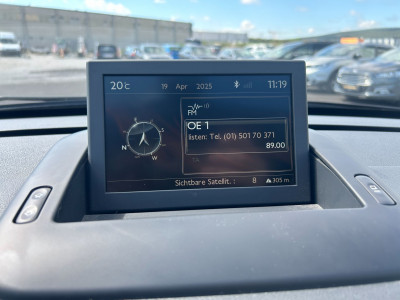 20°C 19 Apr 2025 11:19
FM
OE 1
listen: Tel. (01) 501 70 371
89.00
N
W
Sichtbare Satellit. : 8 305 m